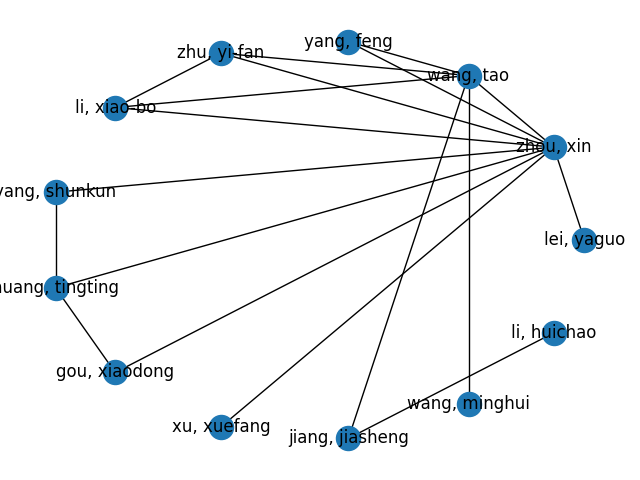 yang, feng
zhu, yi-fan
wang, tao
li, xiao-bo
zhou, xin
yang, shunkun
lei, yaguo
huang, tingting
li, huichao
gou, xiaodong
wang, minghui
xu, xuefang
jiang, jiasheng